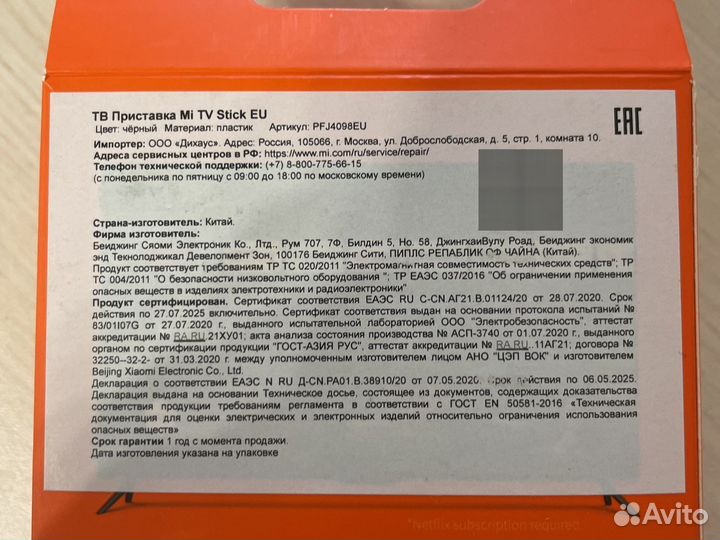 ТВ Приставка Mi TV Stick EU
Цвет: чёрный Материал: пластик Артикул: PFJ4098EU
EAC
Импортер: ООО «Дихаус». Адрес: Россия, 105066, г. Москва, ул. Доброслободская, д. 5, стр. 1, комната 10.
Адреса сервисных центров в РФ: https://www.mi.com/ru/service/repair/
Телефон технической поддержки: (+7) 8-800-775-66-15
(с понедельника по пятницу с 09:00 до 18:00 по московскому времени)
Страна-изготовитель: Китай.
Фирма изготовитель:
Беиджинг Сяоми Электроник Ко., Лтд., Рум 707, 7Ф, Билдин 5, Но. 58, ДжингхаиВулу Роад, Беиджинг экономик
энд Текнолоджикал Девелопмент Зон, 100176 Беиджинг Сити, ПИПЛС РЕПАБЛИК ОФ ЧАЙНА (Китай).
Продукт соответствует требованиям ТР ТС 020/2011 "Электромагнитная совместимость технических средств"; ТР
ТС 004/2011 "О безопасности низковольтного оборудования "; ТР ЕАЭС 037/2016 "Об ограничении применения
опасных веществ в изделиях электротехники и радиоэлектроники"
Продукт сертифицирован. Сертификат соответствия ЕАЭС RU C-CN.АГ21.В.01124/20 от 28.07.2020. Срок
действия по 27.07.2025 включительно. Сертификат соответствия выдан на основании протокола испытаний №
83/01I07G от 27.07.2020 г., выданного испытательной лабораторией ООО "Электробезопасность", аттестат
аккредитации № RA.RU.21ХУ01; акта анализа состояния производства № АСП-3740 от 01.07.2020 г., выданного
органом по сертификации продукции "ГОСТ-АЗИЯ РУС", аттестат аккредитации № RA.RU..11АГ21; договора №
32250--32-2- от 31.03.2020 г. между уполномоченным изготовителем лицом АНО "ЦЭП ВОК" и изготовителем
Beijing Xiaomi Electronic Co., Ltd.
Декларация о соответствии ЕАЭС N RU Д-CN.РА01.В.38910/20 от 07.05.2020. Срок действия по 06.05.2025.
Декларация выдана на основании Техническое досье, состоящее из документов, содержащих доказательства
соответствия продукции требованиям регламента в соответствии с ГОСТ EN 50581-2016 «Техническая
документация для оценки электрических и электронных изделий относительно ограничения использования
опасных веществ»
Срок гарантии 1 год с момента продажи.
Дата изготовления указана на упаковке
*Netflix subscription required.
Avito